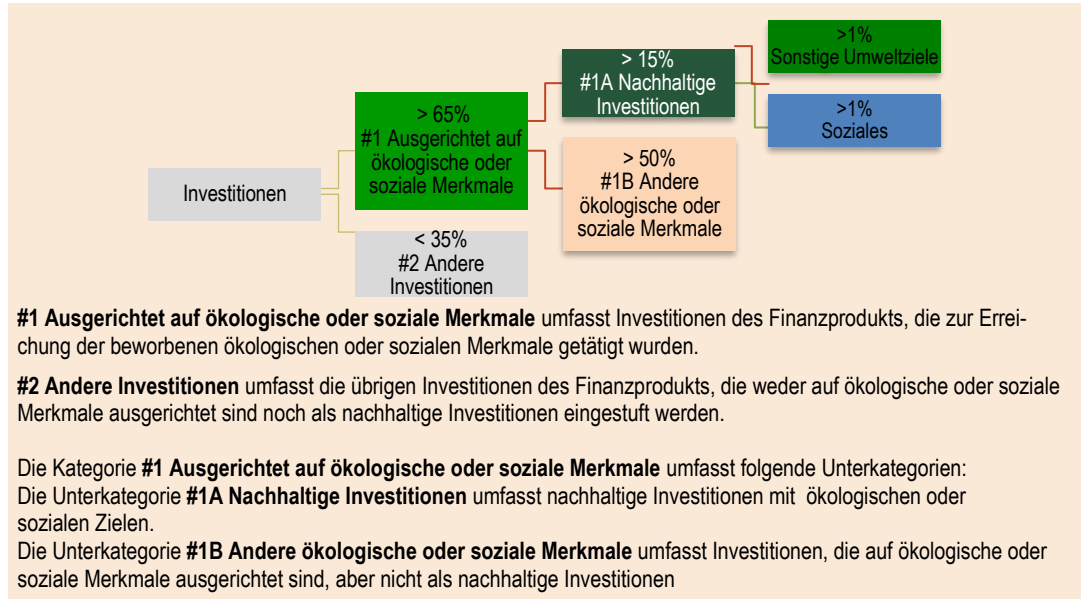 >1%
Sonstige Umweltziele
> 15%
#1A Nachhaltige
Investitionen
>1%
Soziales
> 65%
#1 Ausgerichtet auf
ökologische oder
soziale Merkmale
> 50%
#1B Andere
ökologische oder
soziale Merkmale
Investitionen
< 35%
#2 Andere
Investitionen
#1 Ausgerichtet auf ökologische oder soziale Merkmale umfasst Investitionen des Finanzprodukts, die zur Errei-
chung der beworbenen ökologischen oder sozialen Merkmale getätigt wurden.
#2 Andere Investitionen umfasst die übrigen Investitionen des Finanzprodukts, die weder auf ökologische oder soziale
Merkmale ausgerichtet sind noch als nachhaltige Investitionen eingestuft werden.
Die Kategorie #1 Ausgerichtet auf ökologische oder soziale Merkmale umfasst folgende Unterkategorien:
Die Unterkategorie #1A Nachhaltige Investitionen umfasst nachhaltige Investitionen mit ökologischen oder
sozialen Zielen.
Die Unterkategorie #1B Andere ökologische oder soziale Merkmale umfasst Investitionen, die auf ökologische oder
soziale Merkmale ausgerichtet sind, aber nicht als nachhaltige Investitionen